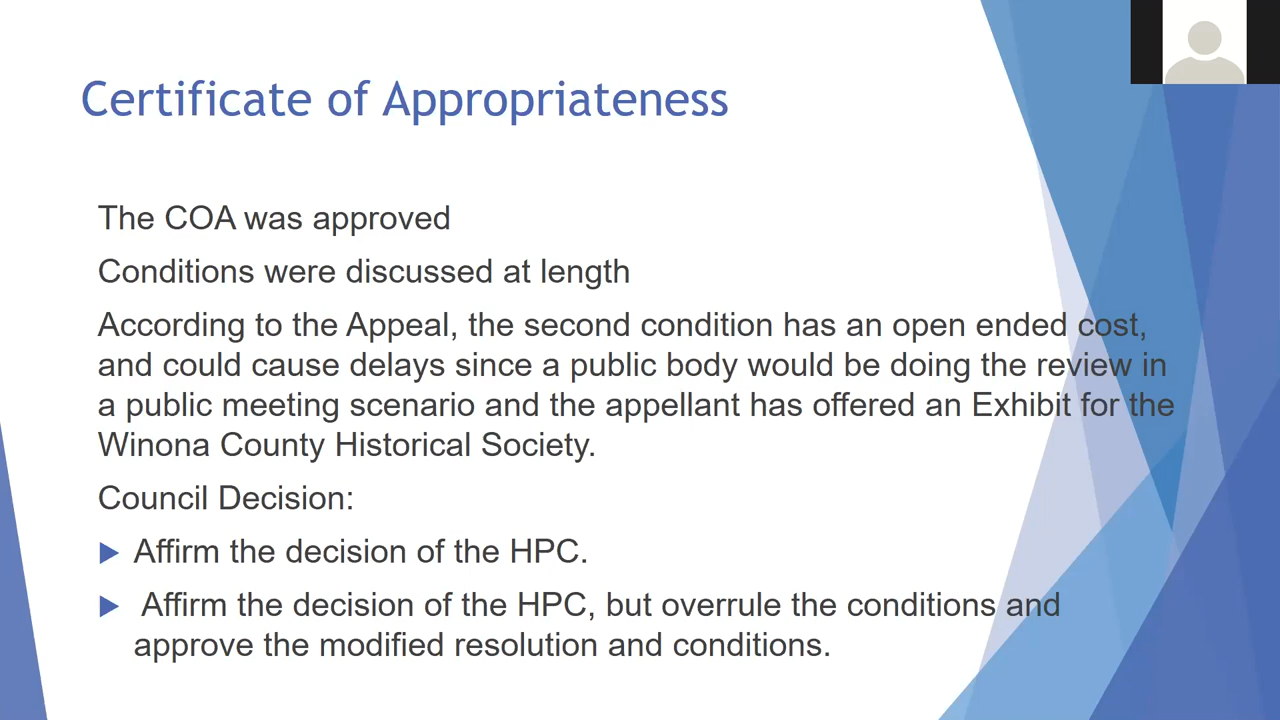 Certificate of Appropriateness
The COA was approved
Conditions were discussed at length
According to the Appeal, the second condition has an open ended cost,
and could cause delays since a public body would be doing the review in
a public meeting scenario and the appellant has offered an Exhibit for the
Winona County Historical Society.
Council Decision:
Affirm the decision of the HPC.
Affirm the decision of the HPC, but overrule the conditions and
approve the modified resolution and conditions.